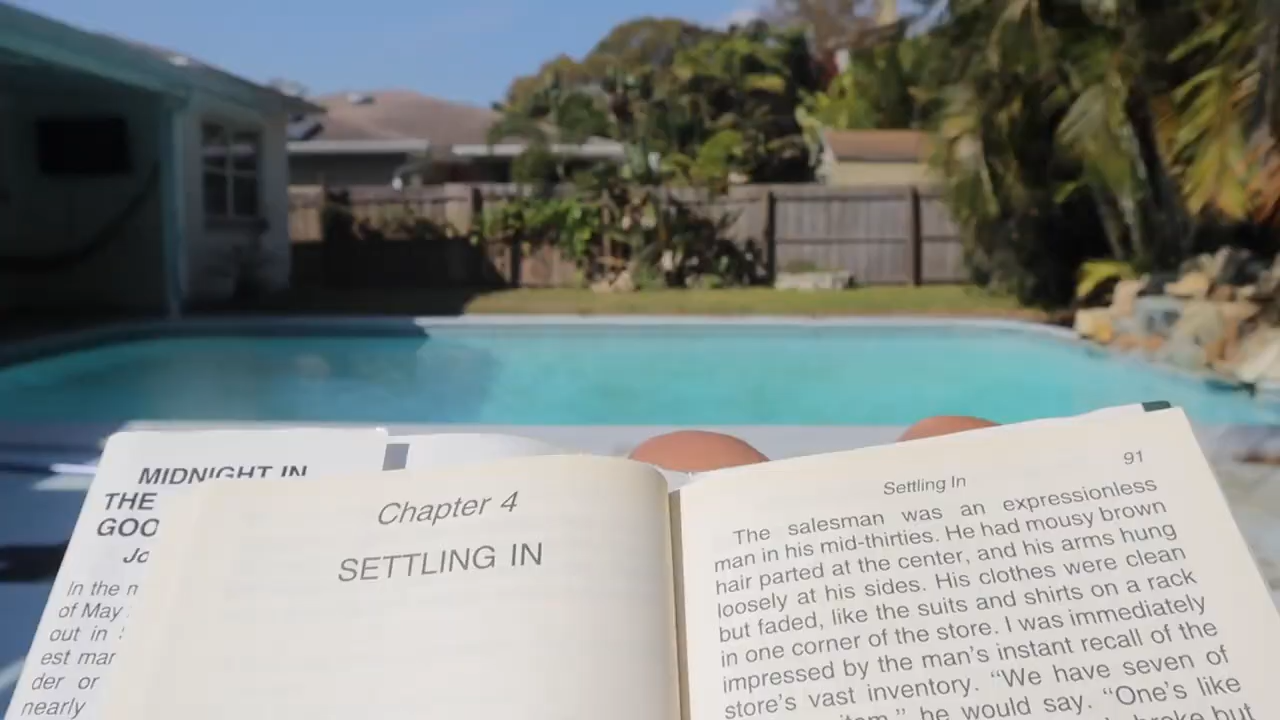 MIDNIGHT IN
THE
GOO
Jo
In the m
of May
out in
est mar
der or
nearly
Chapter 4
SETTLING IN
Settling In 91
The salesman was an expressionless
man in his mid-thirties. He had mousy brown
hair parted at the center, and his arms hung
loosely at his sides. His clothes were clean
but faded, like the suits and shirts on a rack
in one corner of the store. I was immediately
impressed by the man's instant recall of the
store's vast inventory. “We have seven of
he would say. “One's like
broke but